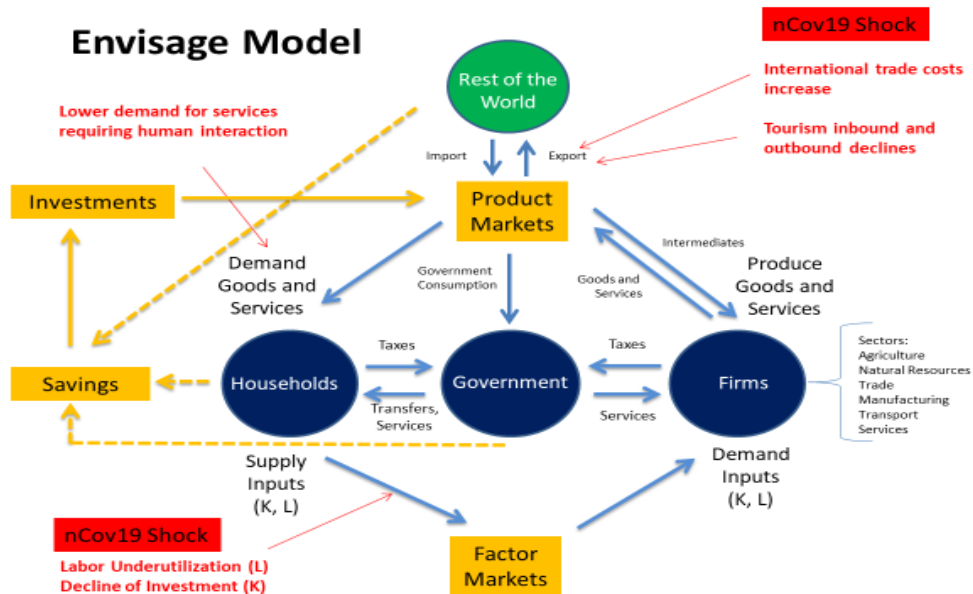 Envisage Model
nCov19 Shock
International trade costs
increase
Tourism inbound and
outbound declines
Rest of the
World
Lower demand for services
requiring human interaction
Import
Export
Investments
Product
Markets
Demand
Goods and
Services
Government
Consumption
Intermediates
Goods and
Services
Produce
Goods and
Services
Savings
Households
Taxes
Transfers,
Services
Government
Taxes
Services
Firms
Sectors:
Agriculture
Natural Resources
Trade
Manufacturing
Transport
Services
Supply
Inputs
(K, L)
Demand
Inputs
(K, L)
nCov19 Shock
Labor Underutilization (L)
Decline of Investment (K)
Factor
Markets